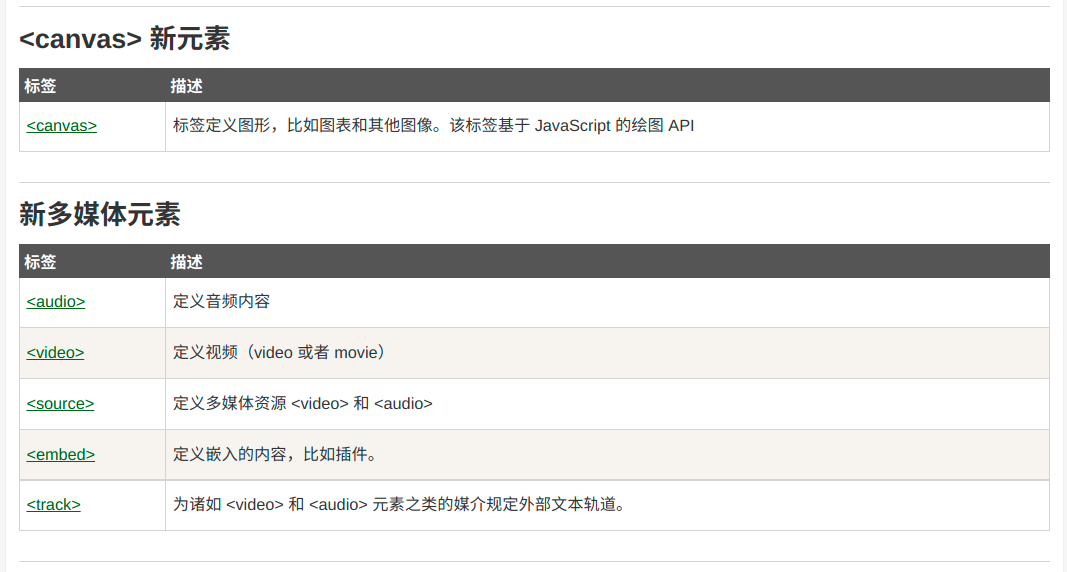 <canvas> 新元素
标签 描述
<canvas> 标签定义图形，比如图表和其他图像。该标签基于 JavaScript 的绘图 API
新多媒体元素
标签 描述
<audio> 定义音频内容
<video> 定义视频（video 或者 movie）
<source> 定义多媒体资源 <video> 和 <audio>
<embed> 定义嵌入的内容，比如插件。
<track> 为诸如 <video> 和 <audio> 元素之类的媒介规定外部文本轨道。